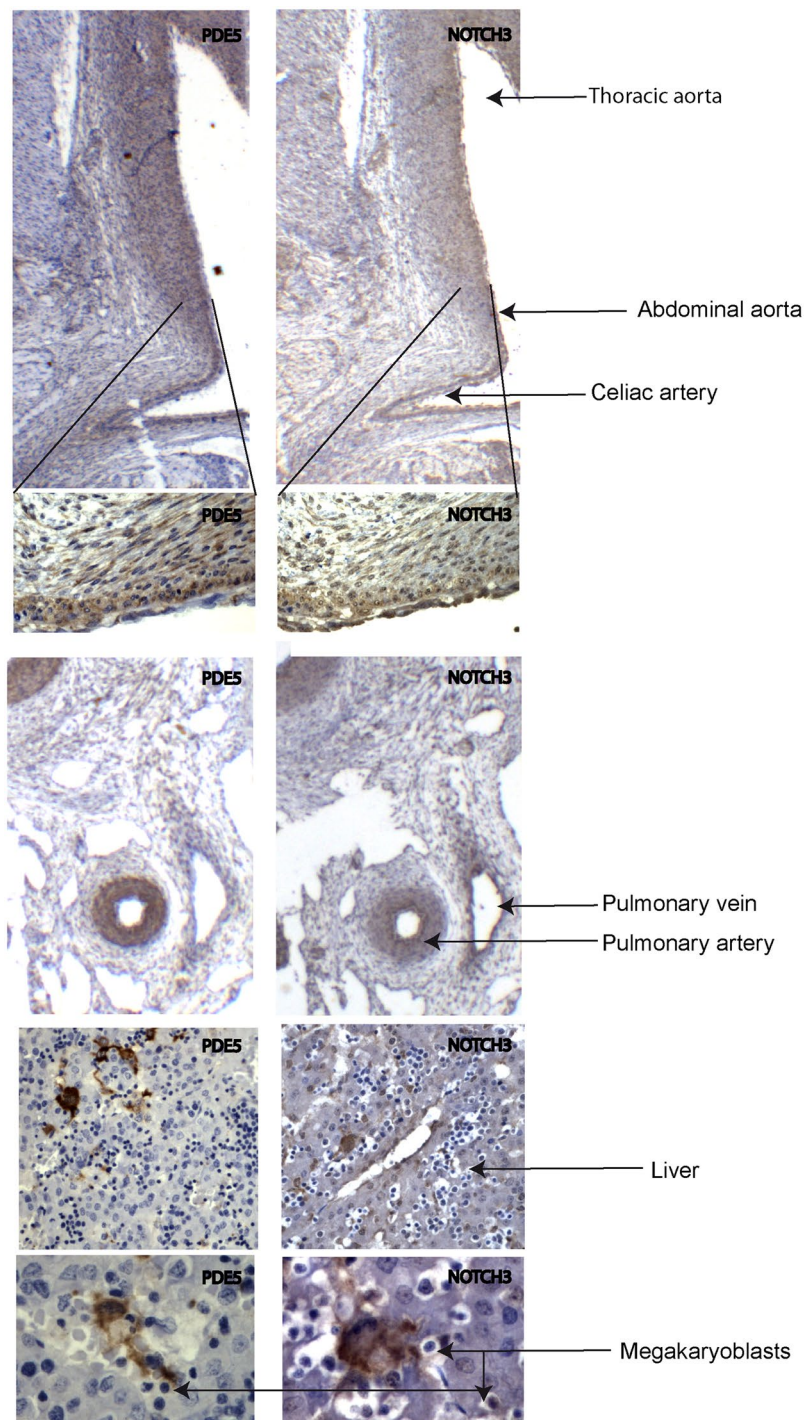 PDE5
NOTCH3
Thoracic aorta
Abdominal aorta
Celiac artery
PDE5
NOTCH3
PDE5
NOTCH3
Pulmonary vein
Pulmonary artery
PDE5
NOTCH3
Liver
PDE5
NOTCH3
Megakaryoblasts